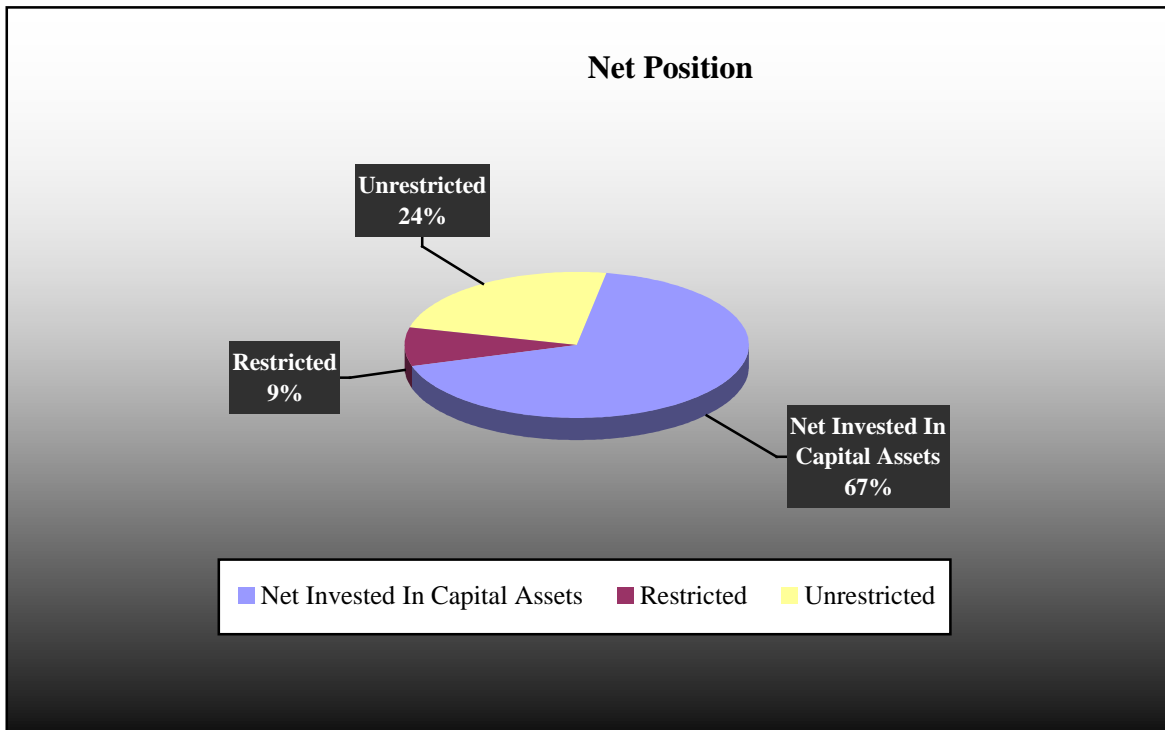 Net Position
Unrestricted
24%
Restricted
9%
Net Invested In
Capital Assets
67%
Net Invested In Capital Assets Restricted Unrestricted